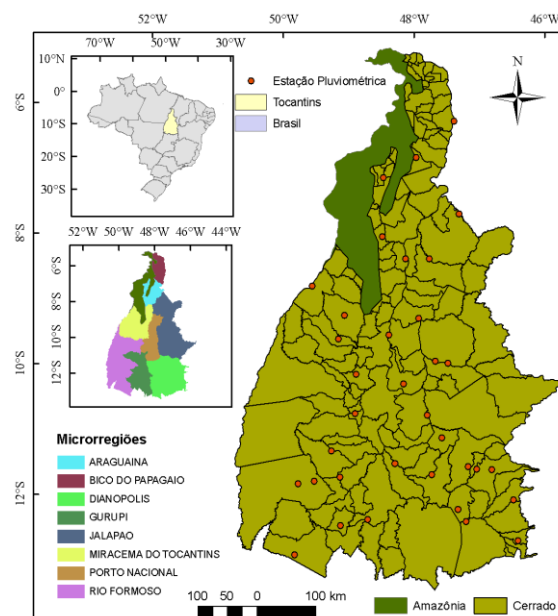 52°W 50°W 48°W 46°W
70°W 60°W 50°W 40°W
10°N
0°
10°S
20°S
30°S
Estação Pluviométrica
Tocantins
Brasil
N
6°S
8°S
10°S
12°S
52°W 50°W 48°W 46°W 44°W
6°S
8°S
10°S
12°S
Microrregiões
ARAGUAINA
BICO DO PAPAGAIO
DIANOPOLIS
GURUPI
JALAPAO
MIRACEMA DO TOCANTINS
PORTO NACIONAL
RIO FORMOSO
100 50 0 100 km
Amazônia
Cerrado